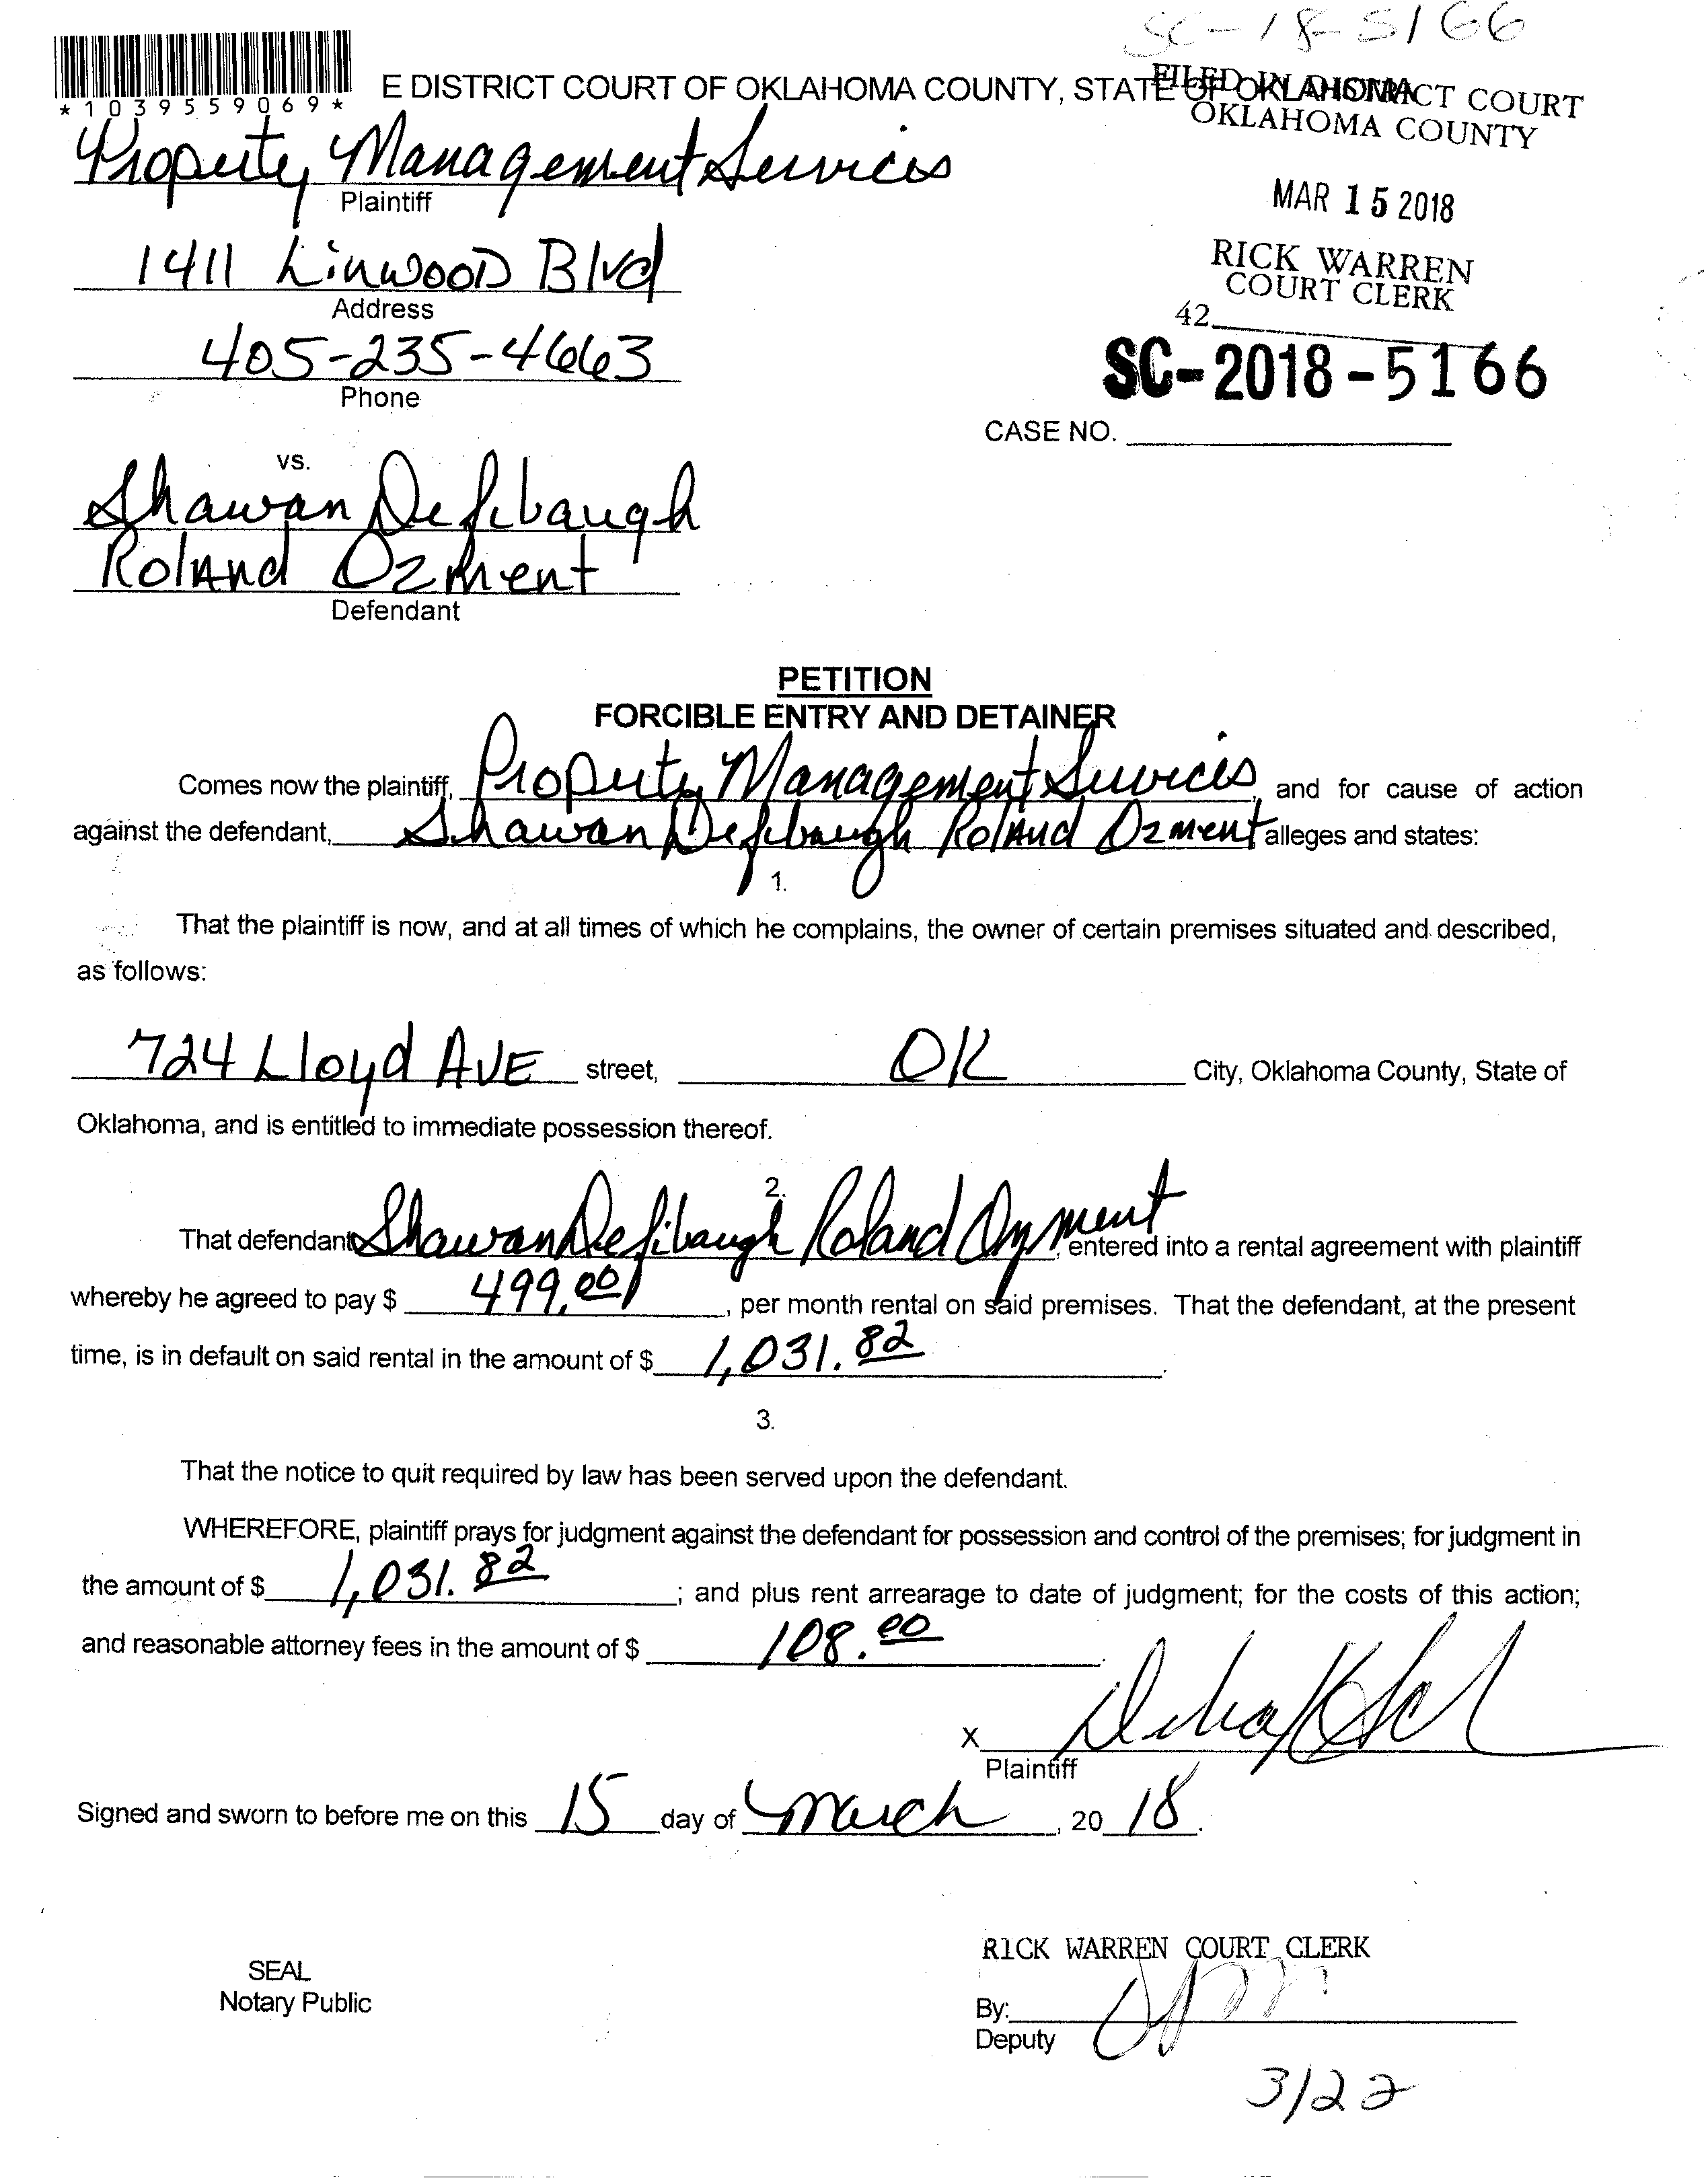 SC-18-5166
*1039559069*
E DISTRICT COURT OF OKLAHOMA COUNTY, STATE OF OKLAHOMA
FILED IN DISTRICT COURT
OKLAHOMA COUNTY
Property Management Services
Plaintiff
MAR 15 2018
1411 Linwood Blvd
Address
RICK WARREN
COURT CLERK
42
405-235-4663
Phone
SC-2018-5166
CASE NO.
vs.
Shawan Defibaugh
Roland Ozment
Defendant
PETITION
FORCIBLE ENTRY AND DETAINER
Comes now the plaintiff, Property Management Services, and for cause of action
against the defendant, Shawan Defibaugh Roland Ozment alleges and states:
1.
That the plaintiff is now, and at all times of which he complains, the owner of certain premises situated and described,
as follows:
724 Lloyd AVE street, OK City, Oklahoma County, State of
Oklahoma, and is entitled to immediate possession thereof.
2.
That defendant Shawan Defibaugh Roland Ozment, entered into a rental agreement with plaintiff
whereby he agreed to pay $ 499.00, per month rental on said premises. That the defendant, at the present
time, is in default on said rental in the amount of $ 1,031.82.
3.
That the notice to quit required by law has been served upon the defendant.
WHEREFORE, plaintiff prays for judgment against the defendant for possession and control of the premises; for judgment in
the amount of $ 1,031.82; and plus rent arrearage to date of judgment; for the costs of this action;
and reasonable attorney fees in the amount of $ 108.00.
X
Plaintiff
Signed and sworn to before me on this 15 day of March, 20 18.
RICK WARREN COURT CLERK
SEAL
Notary Public
By:
Deputy
3/22